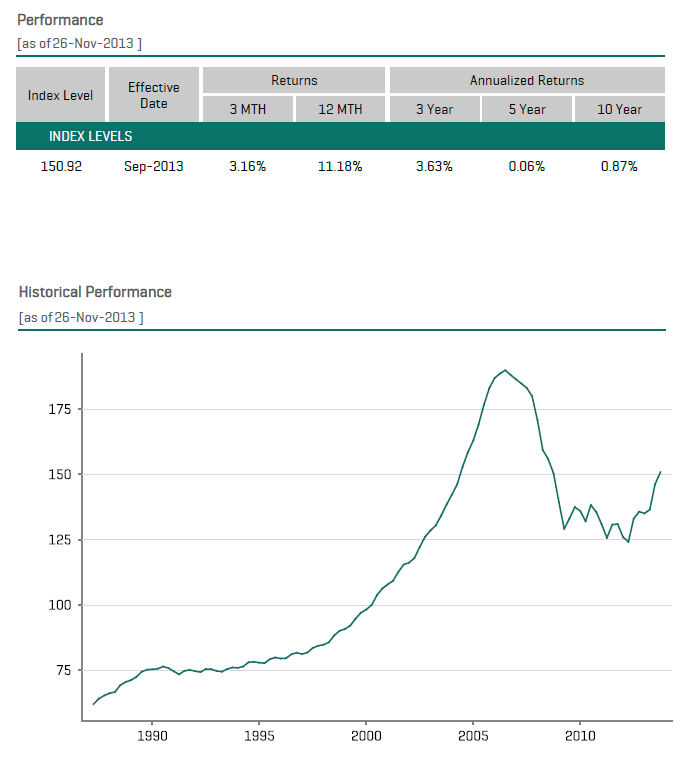 Performance
[as of 26-Nov-2013 ]
Index Level Effective Date Returns Annualized Returns
3 MTH 12 MTH 3 Year 5 Year 10 Year
INDEX LEVELS
150.92 Sep-2013 3.16% 11.18% 3.63% 0.06% 0.87%
Historical Performance
[as of 26-Nov-2013 ]
175
150
125
100
75
1990 1995 2000 2005 2010